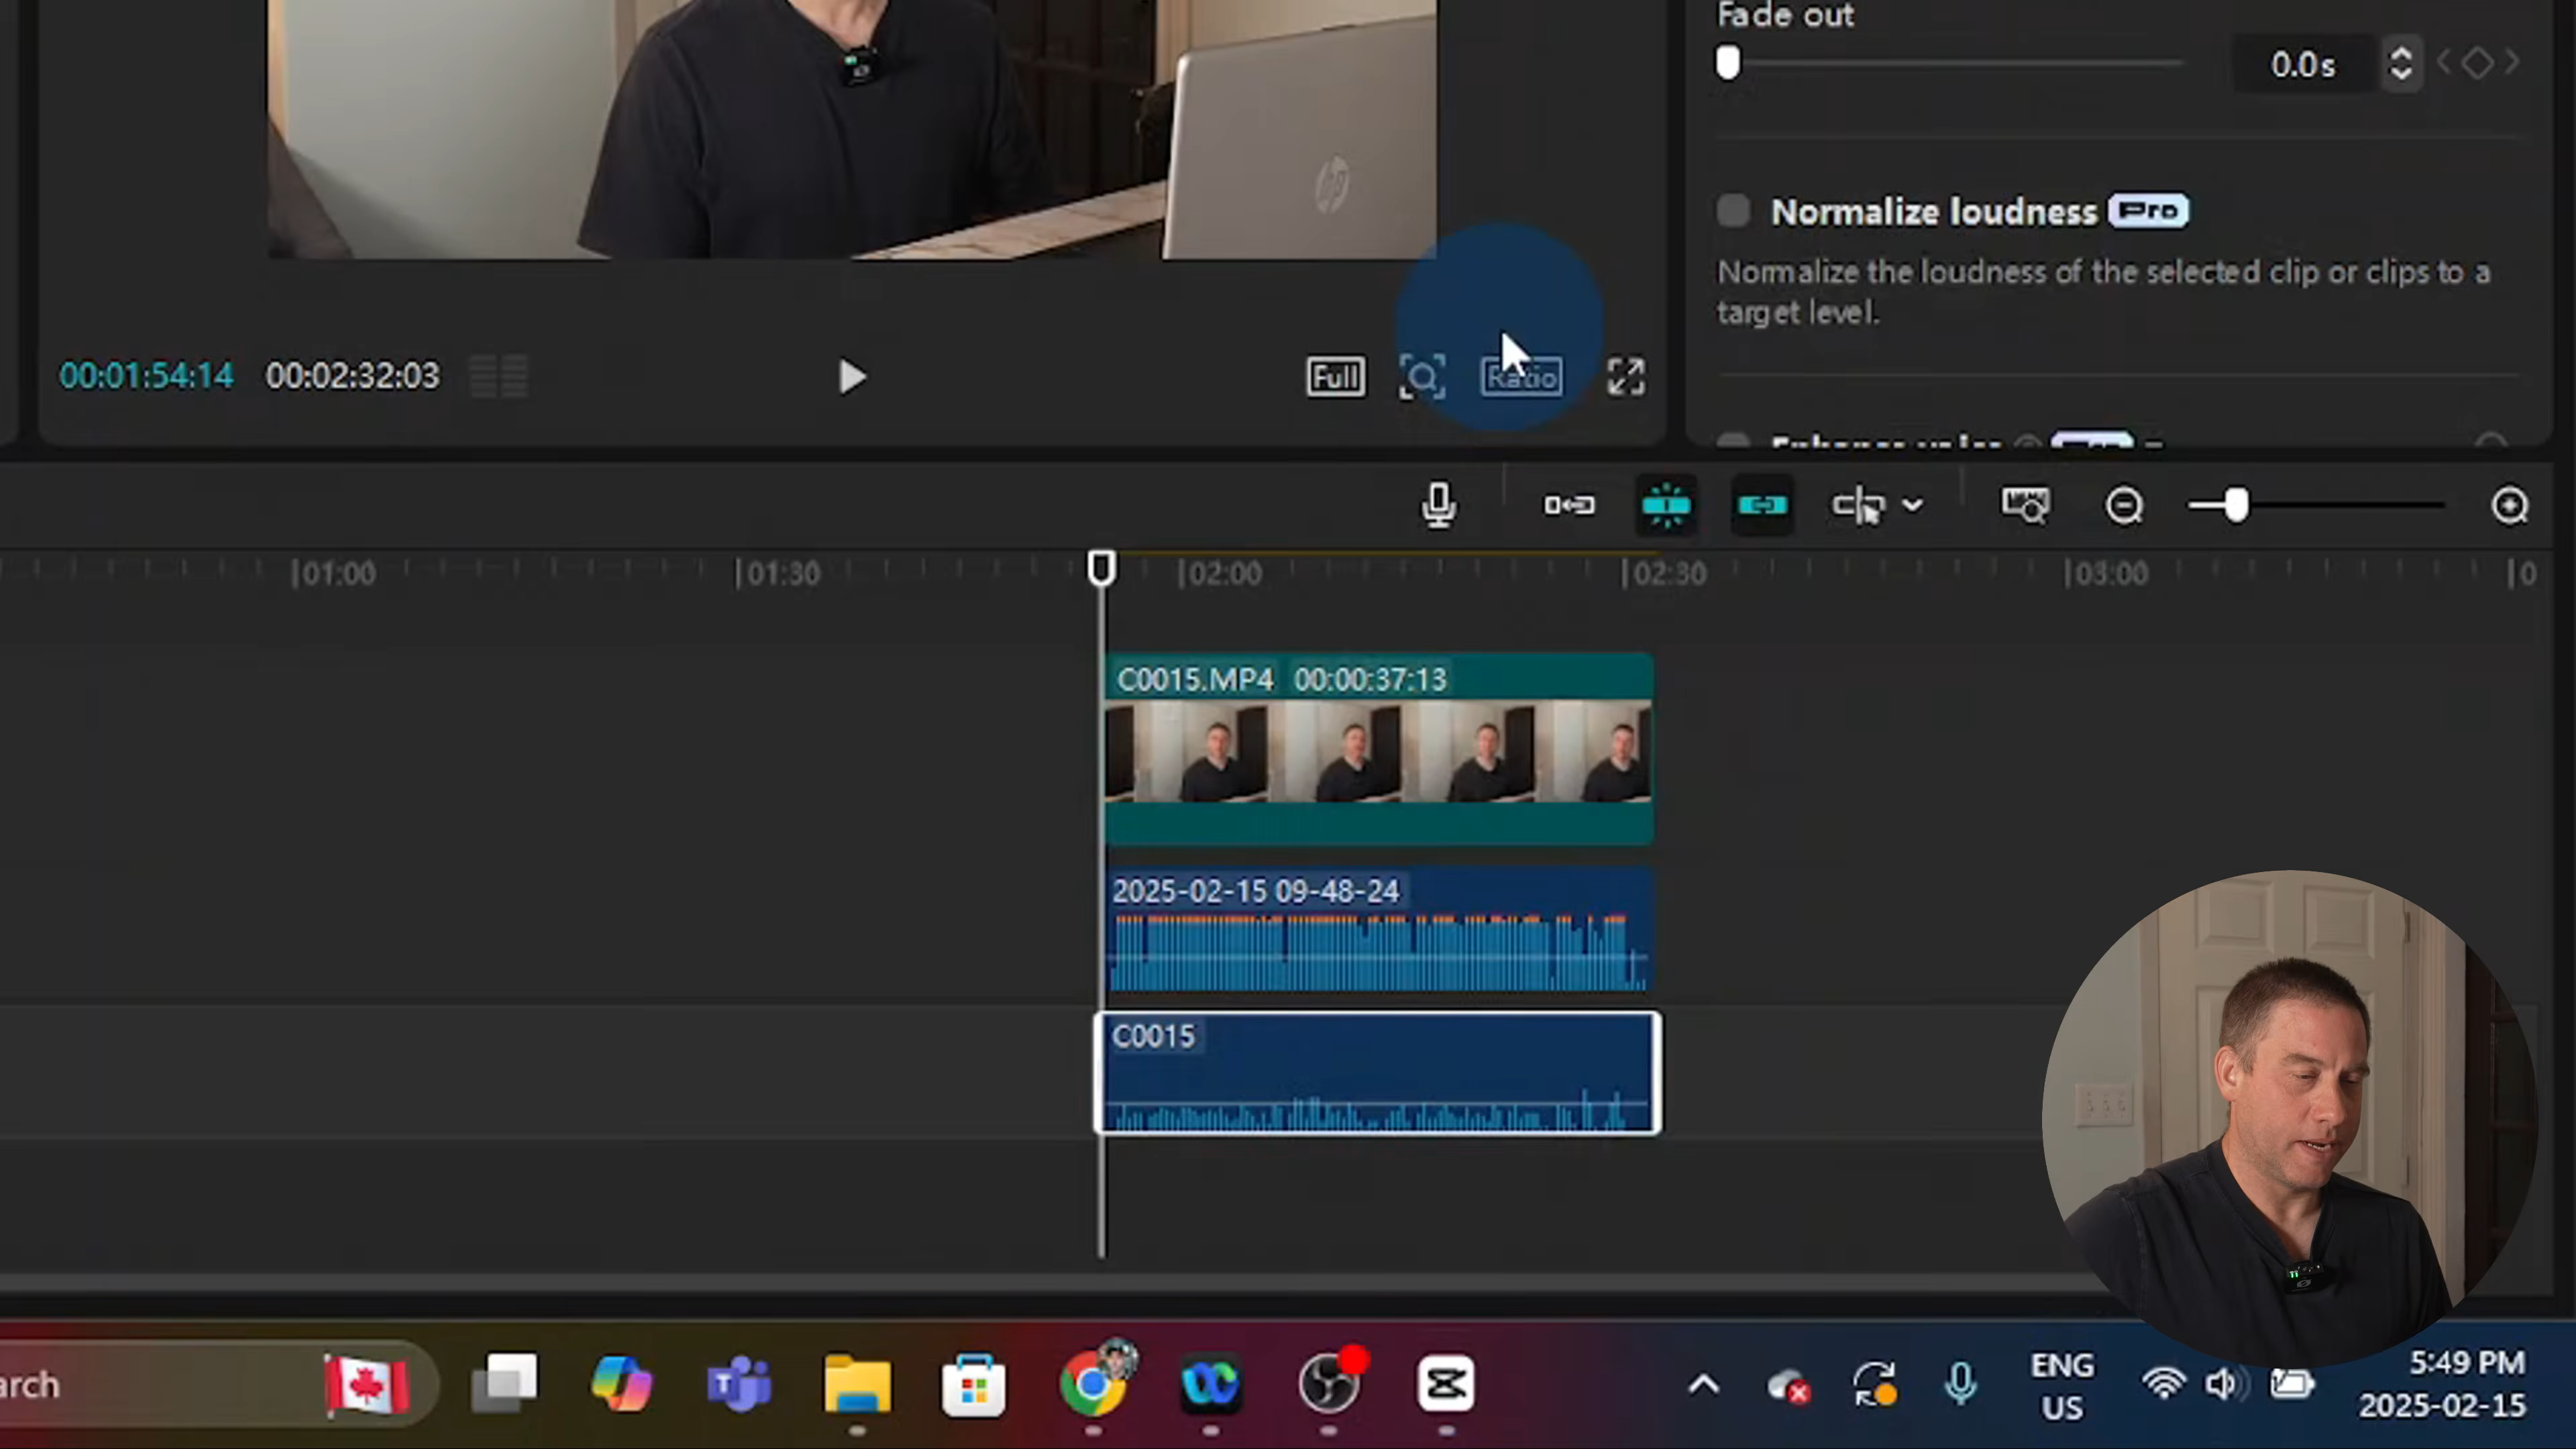 Fade out
0.0s
hp
Normalize loudness Pro
Normalize the loudness of the selected clip or clips to a
target level.
00:01:54:14 00:02:32:03
Full
Ratio
01:00
01:30
02:00
02:30
03:00
0
C0015.MP4 00:00:37:13
2025-02-15 09-48-24
C0015
arch
ENG
US
5:49 PM
2025-02-15